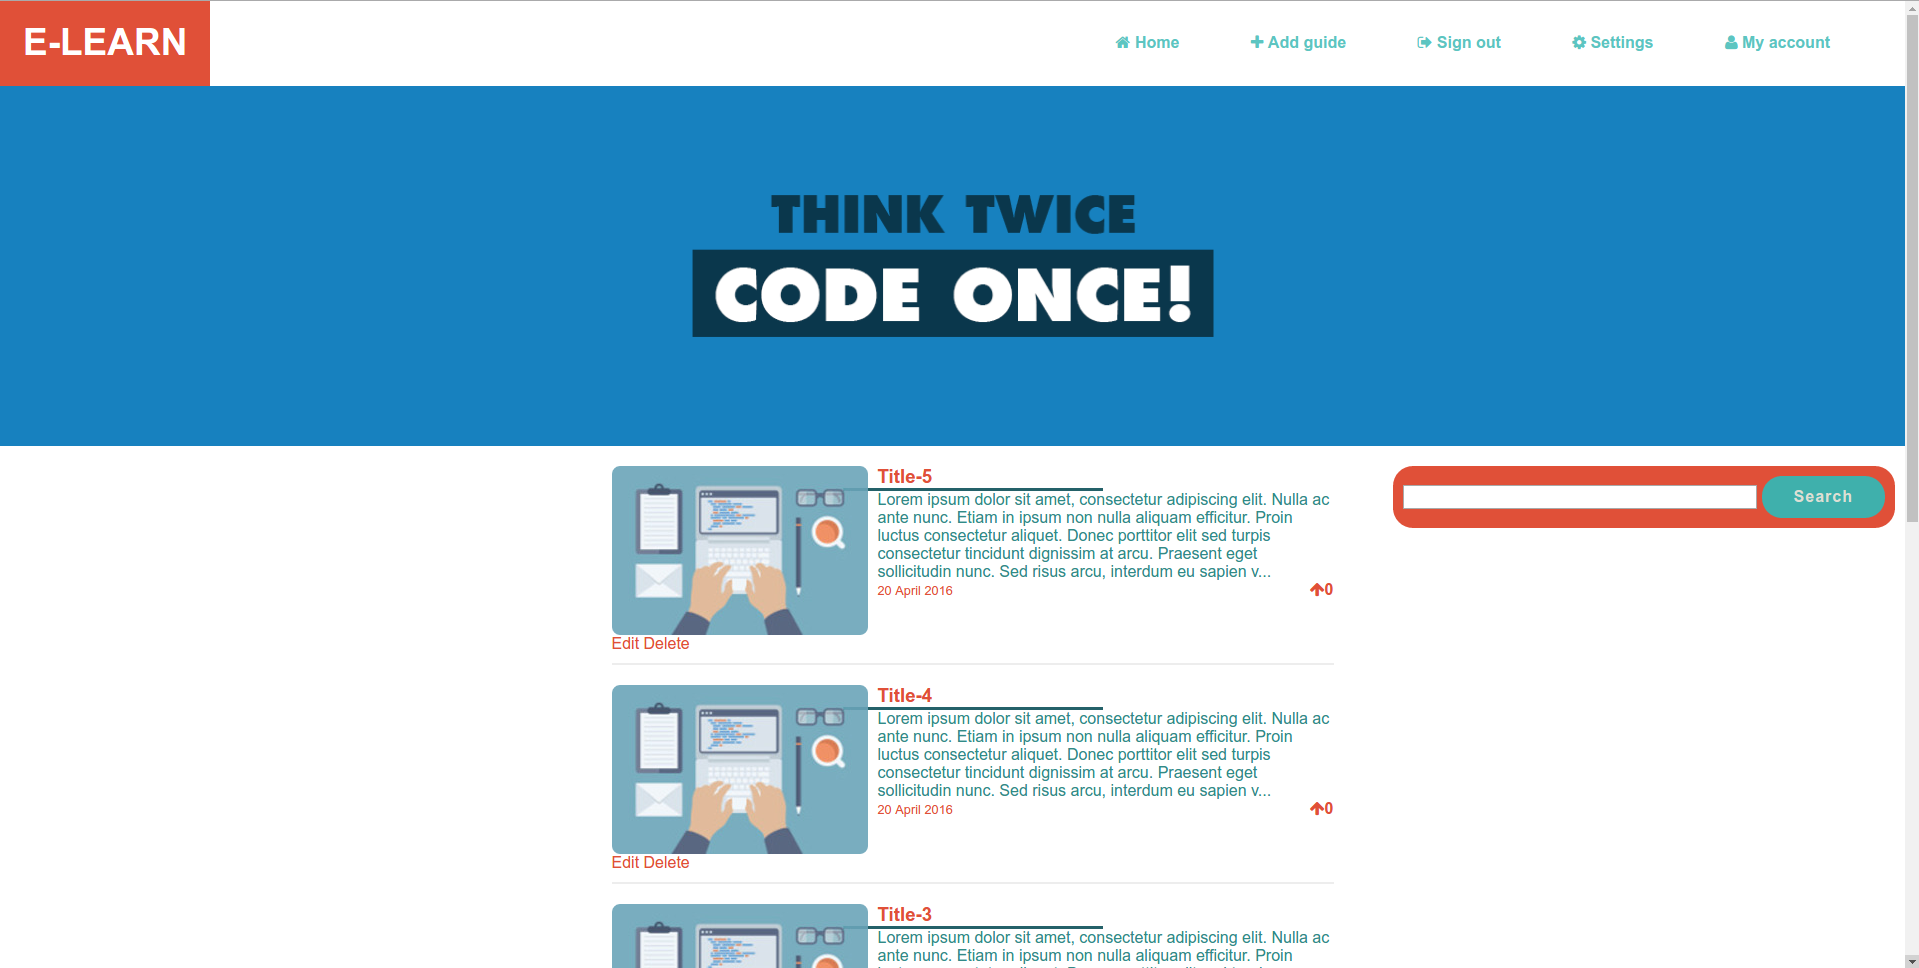 E-LEARN
Home
Add guide
Sign out
Settings
My account
THINK TWICE
CODE ONCE!
Title-5
Lorem ipsum dolor sit amet, consectetur adipiscing elit. Nulla ac
ante nunc. Etiam in ipsum non nulla aliquam efficitur. Proin
luctus consectetur aliquet. Donec porttitor elit sed turpis
consectetur tincidunt dignissim at arcu. Praesent eget
sollicitudin nunc. Sed risus arcu, interdum eu sapien v...
20 April 2016
0
Edit Delete
Search
Title-4
Lorem ipsum dolor sit amet, consectetur adipiscing elit. Nulla ac
ante nunc. Etiam in ipsum non nulla aliquam efficitur. Proin
luctus consectetur aliquet. Donec porttitor elit sed turpis
consectetur tincidunt dignissim at arcu. Praesent eget
sollicitudin nunc. Sed risus arcu, interdum eu sapien v...
20 April 2016
0
Edit Delete
Title-3
Lorem ipsum dolor sit amet, consectetur adipiscing elit. Nulla ac
ante nunc. Etiam in ipsum non nulla aliquam efficitur. Proin